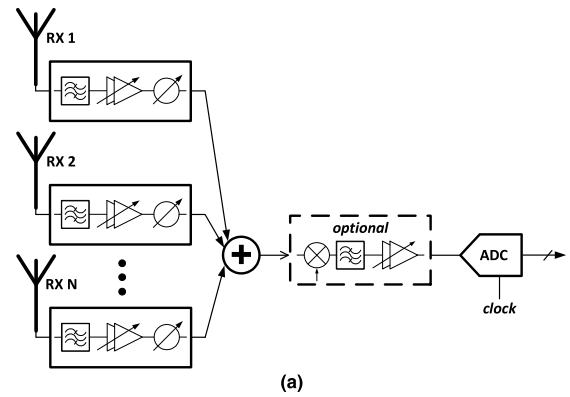 RX 1
RX 2
RX N
optional
ADC
clock
(a)